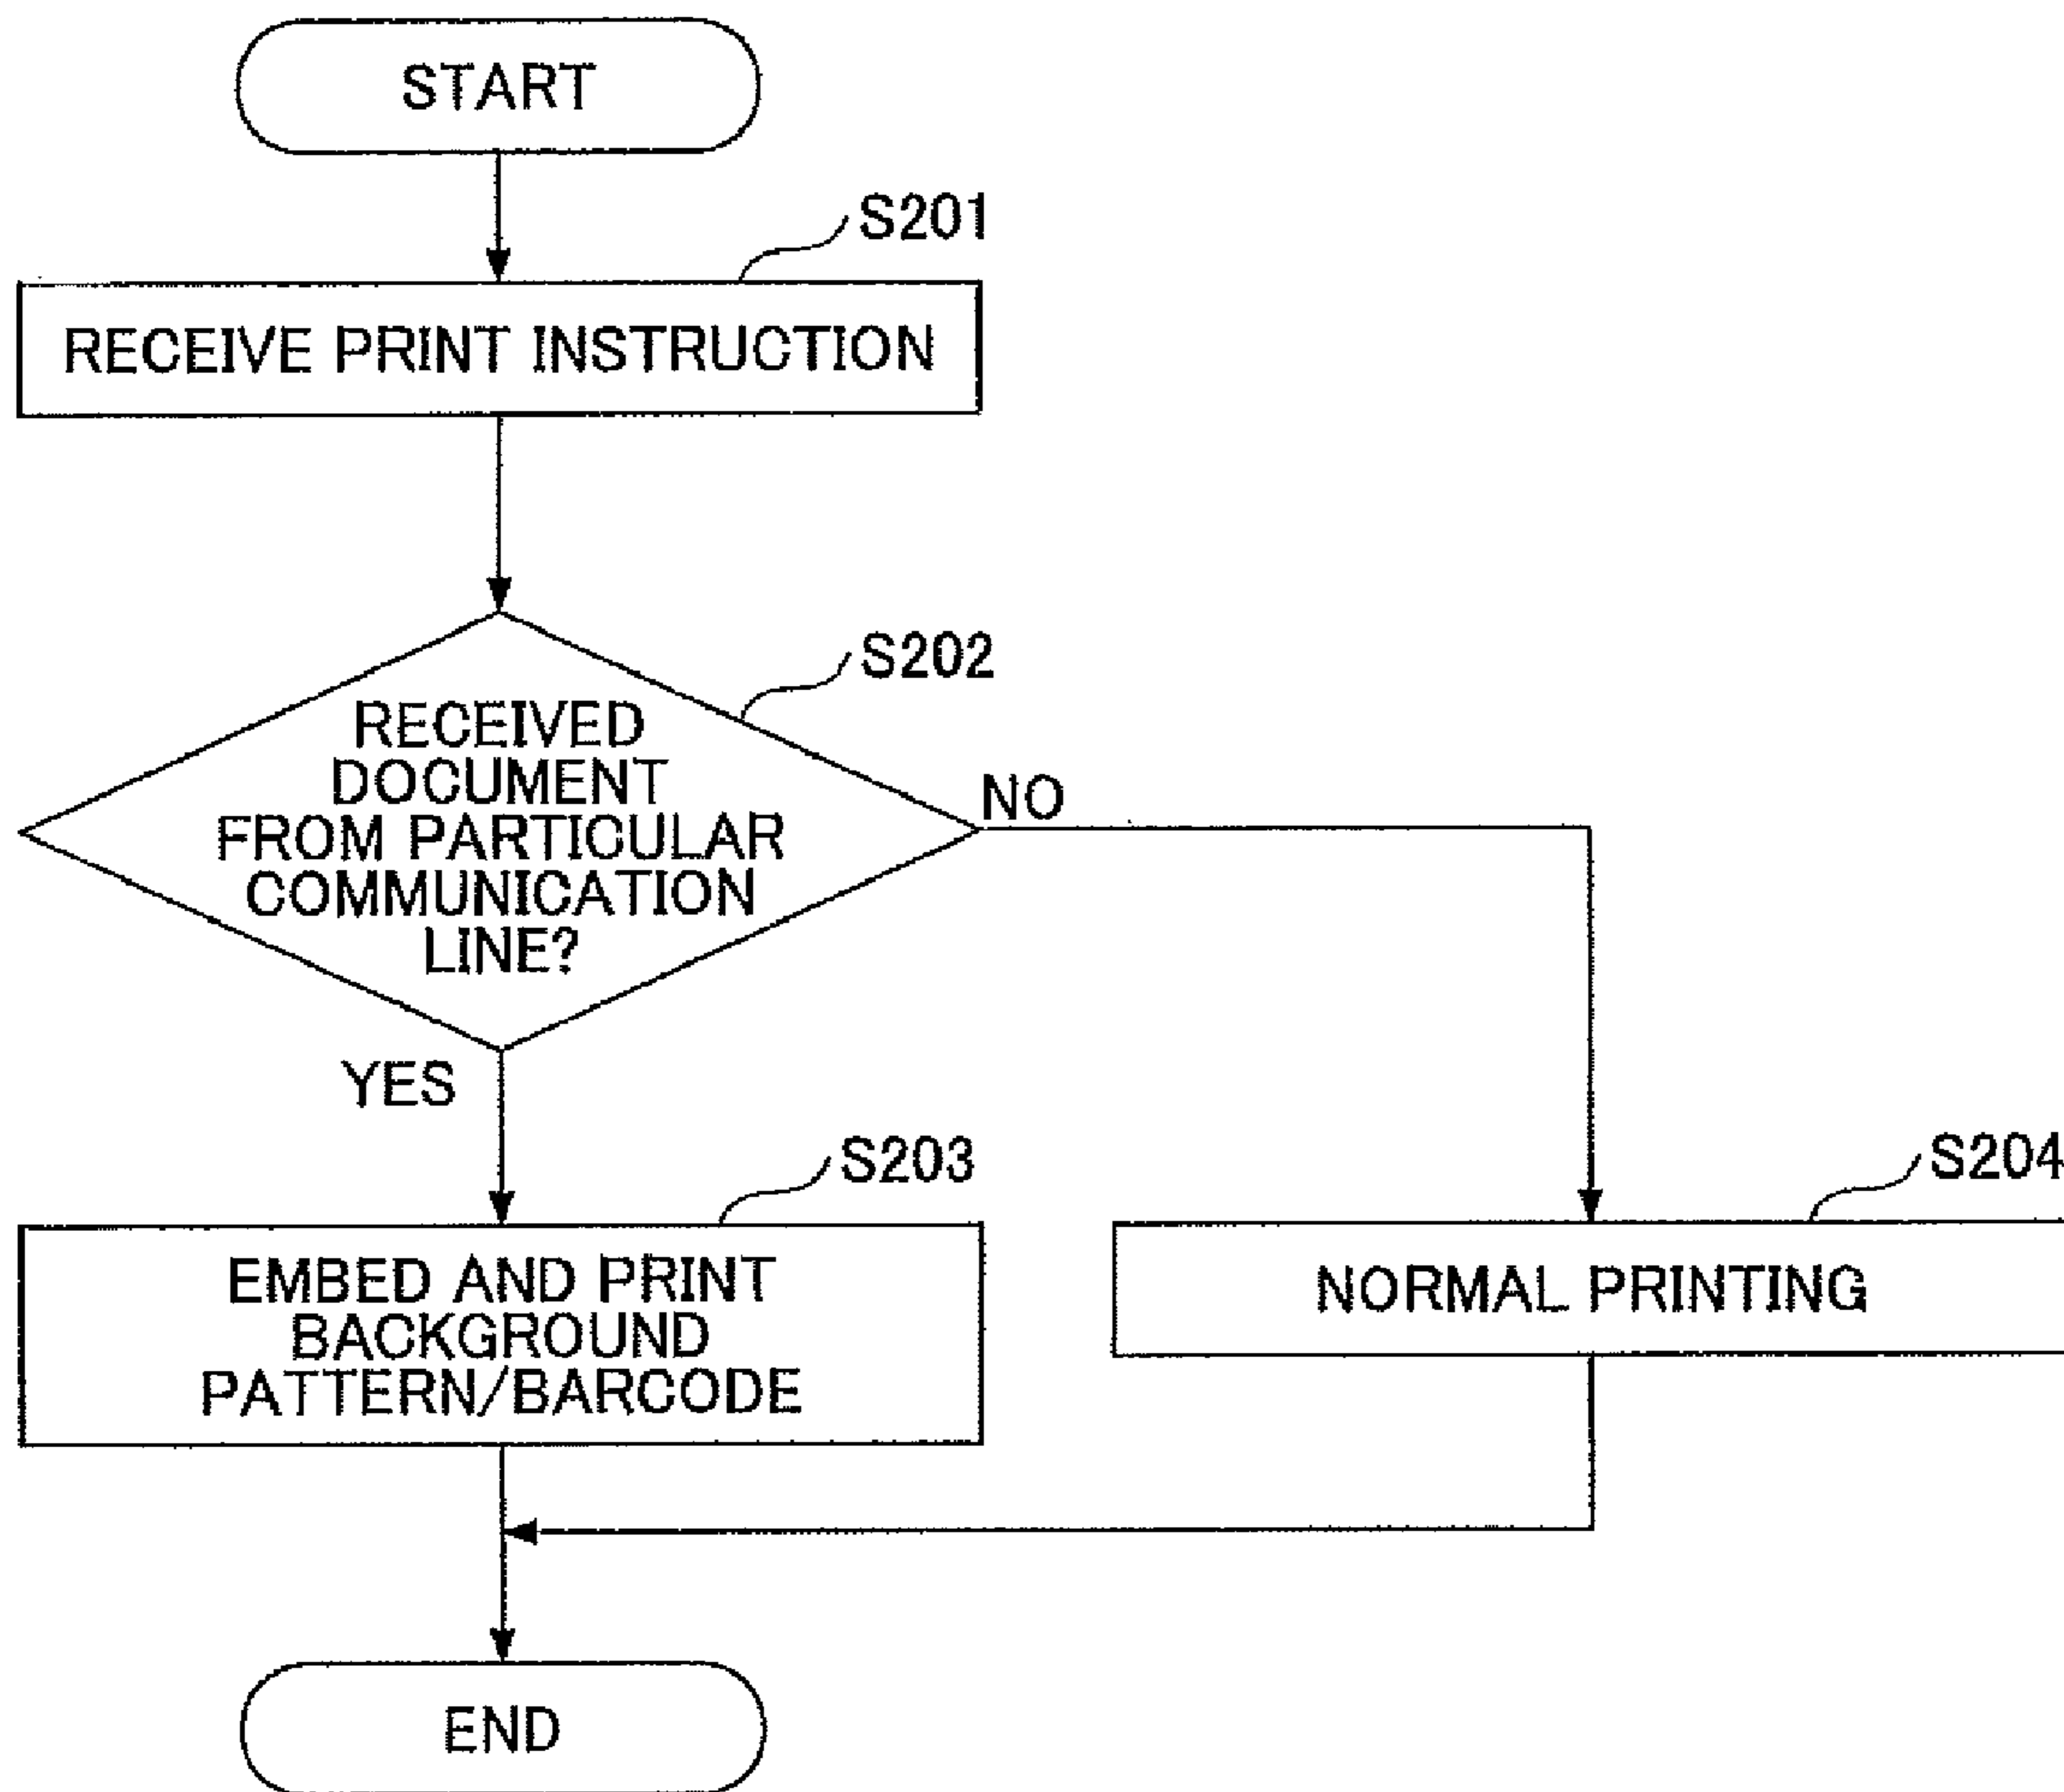 START
S201
RECEIVE PRINT INSTRUCTION
S202
RECEIVED
DOCUMENT
FROM PARTICULAR
COMMUNICATION
LINE?
NO
YES
S203
EMBED AND PRINT
BACKGROUND
PATTERN/BARCODE
S204
NORMAL PRINTING
END